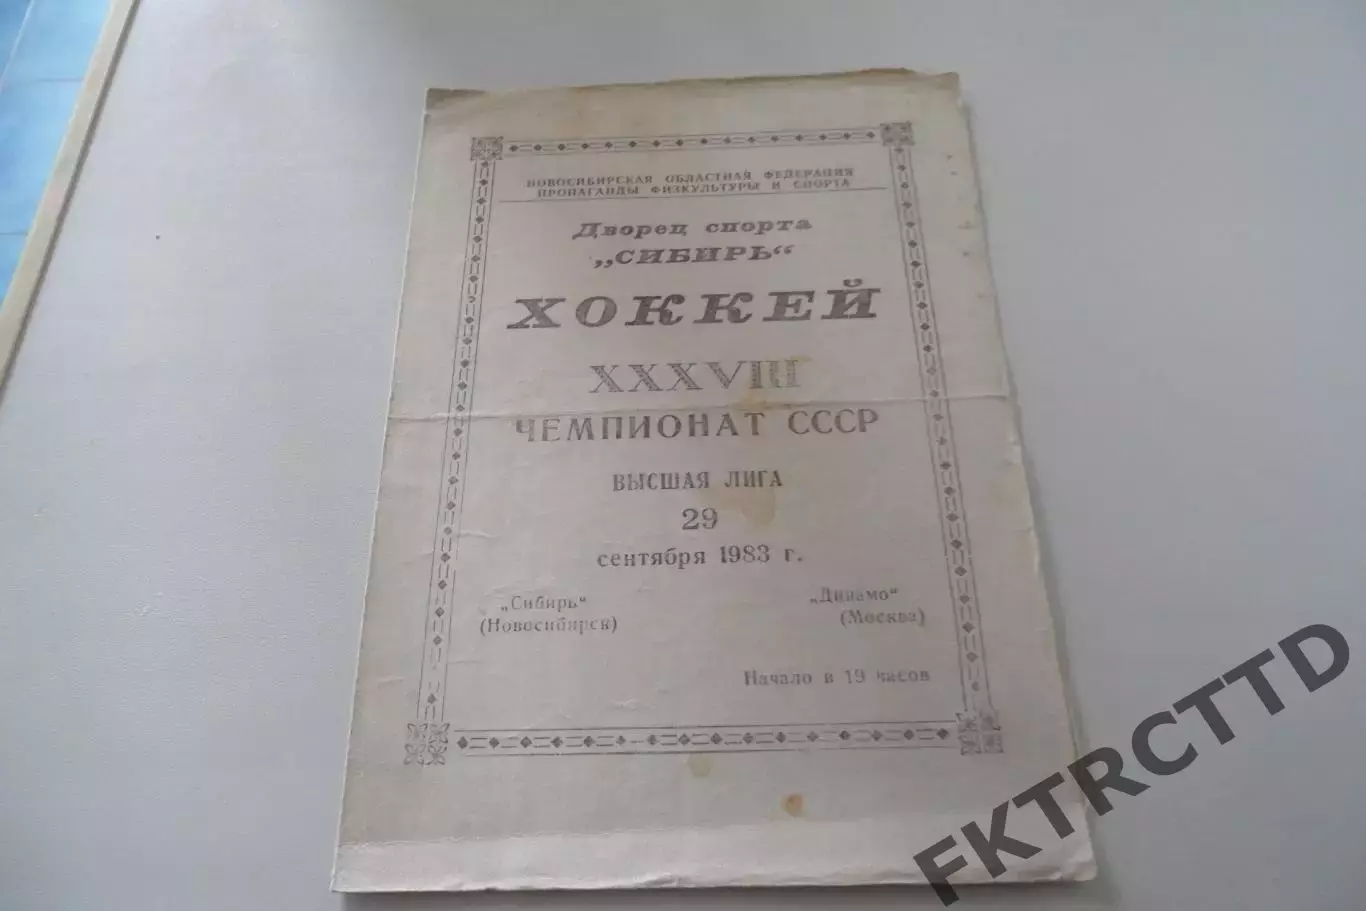 НОВОСИБИРСКАЯ ОБЛАСТНАЯ ФЕДЕРАЦИЯ
ПРОПАГАНДЫ ФИЗКУЛЬТУРЫ И СПОРТА
Дворец спорта
„СИБИРЬ“
ХОККЕЙ
XXXVIII
ЧЕМПИОНАТ СССР
ВЫСШАЯ ЛИГА
29
сентября 1983 г.
„Сибирь“
(Новосибирск)
„Динамо“
(Москва)
Начало в 19 часов
FKTRCTTD